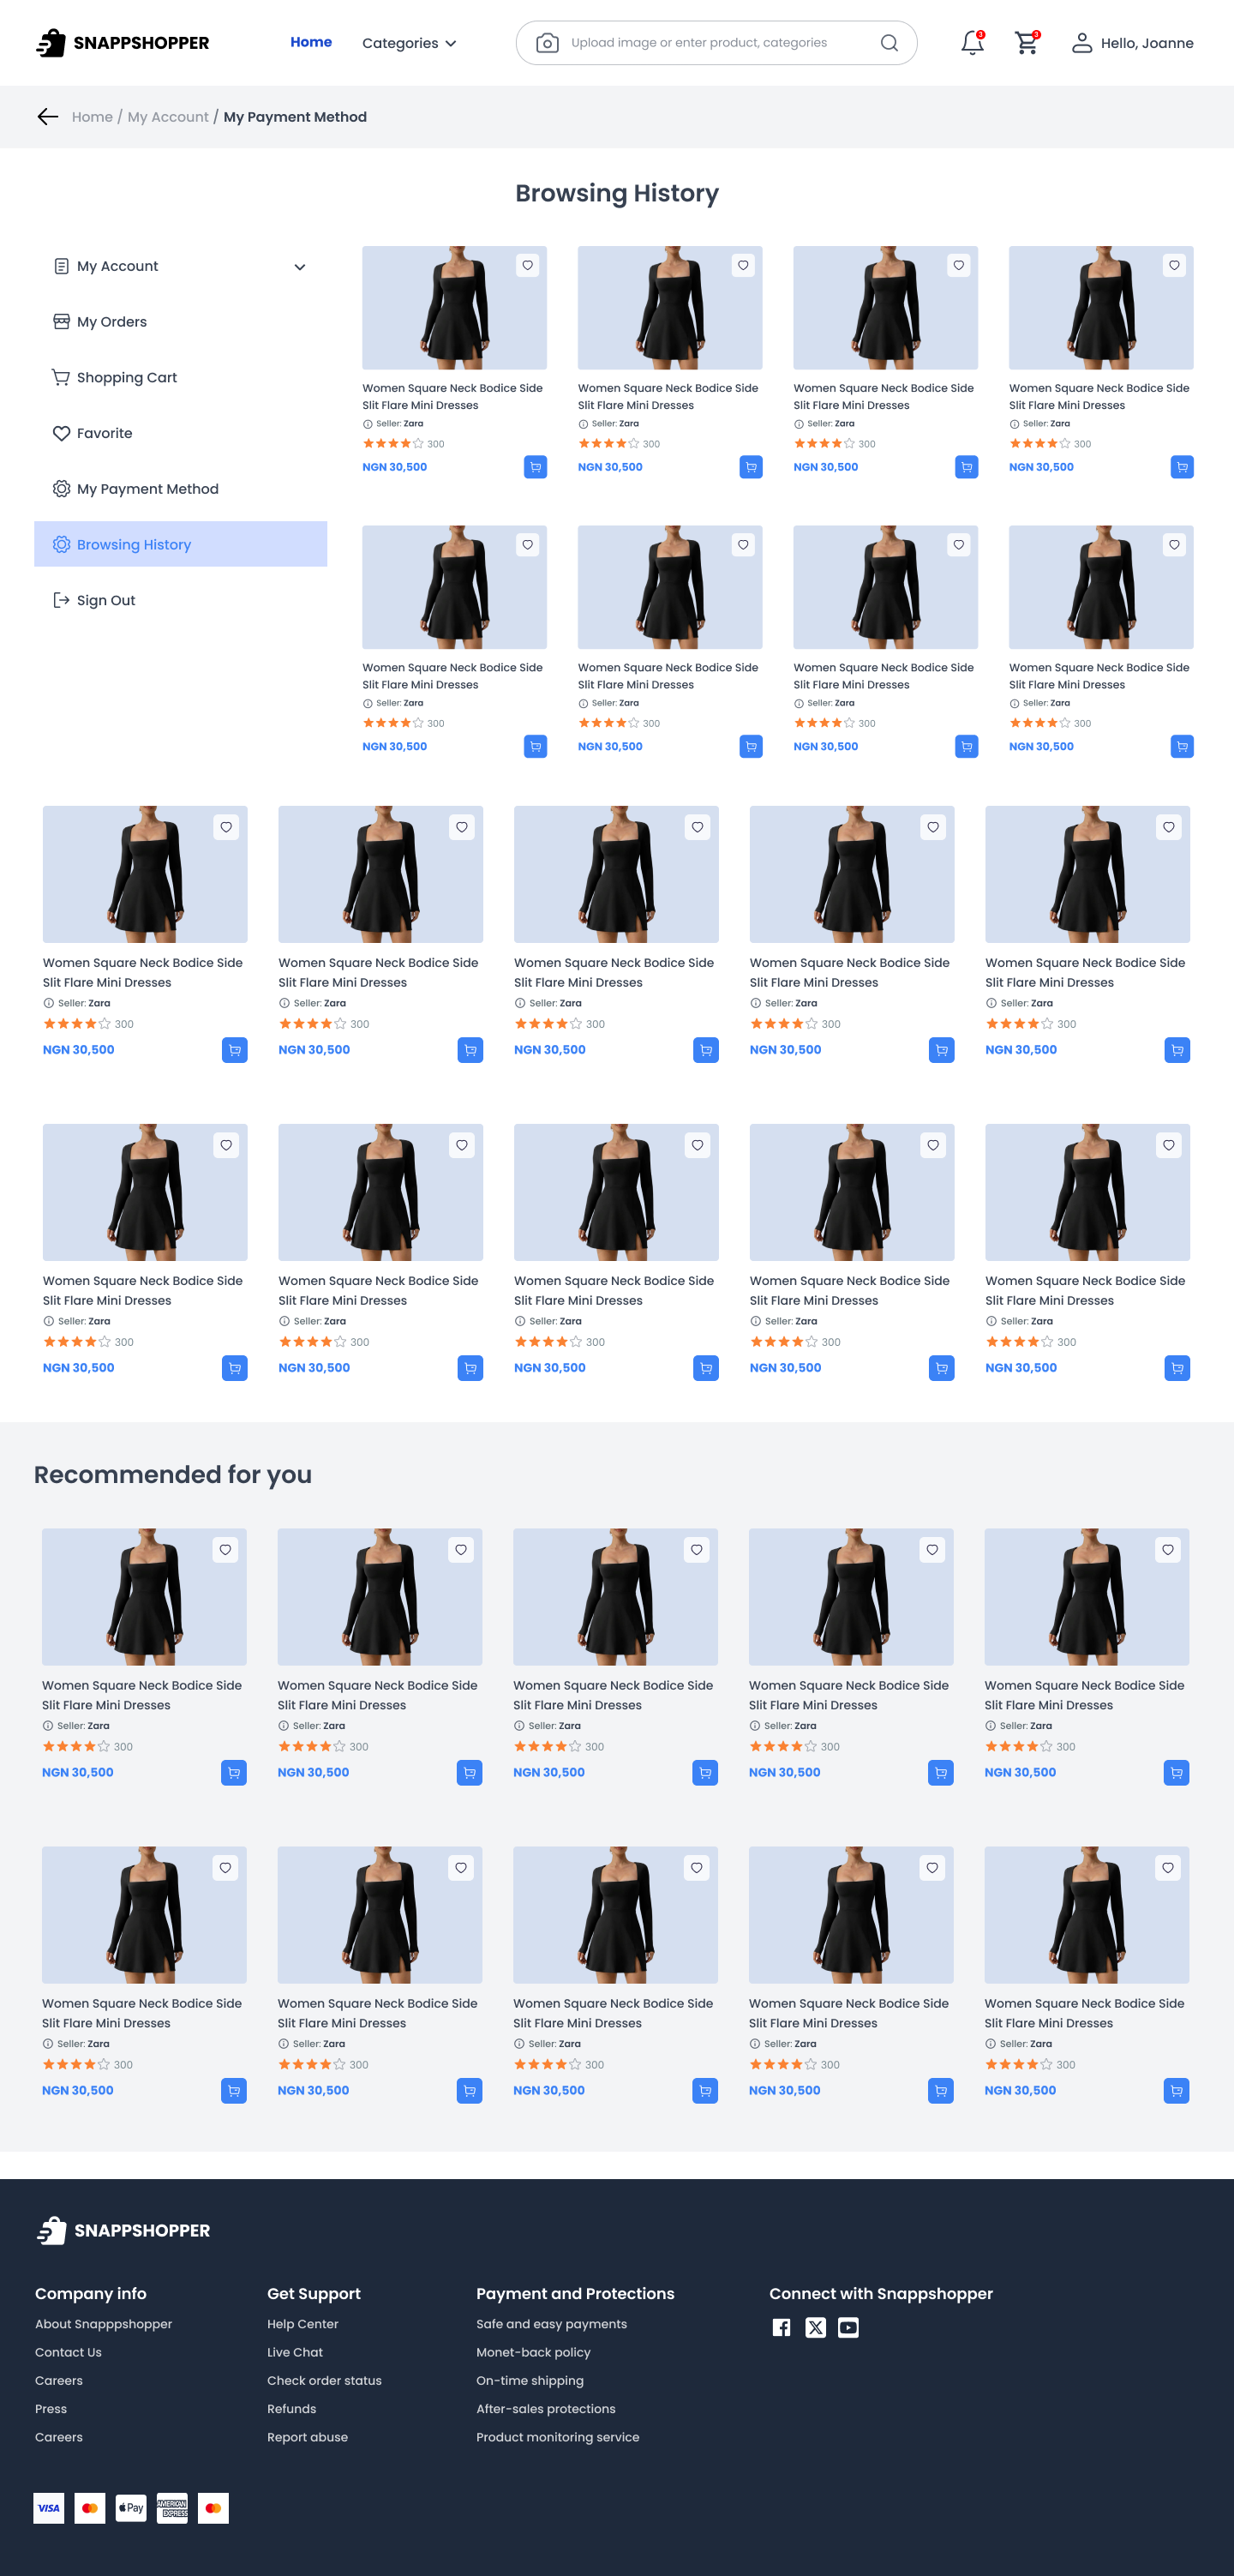 SNAPPSHOPPER
Home
Categories
Upload image or enter product, categories
3
3
Hello, Joanne
Home / My Account / My Payment Method
Browsing History
My Account
My Orders
Shopping Cart
Favorite
My Payment Method
Browsing History
Sign Out
Women Square Neck Bodice Side Women Square Neck Bodice Side Women Square Neck Bodice Side Women Square Neck Bodice Side
Slit Flare Mini Dresses Slit Flare Mini Dresses Slit Flare Mini Dresses Slit Flare Mini Dresses
Seller: Zara Seller: Zara Seller: Zara Seller: Zara
300 300 300 300
NGN 30,500 NGN 30,500 NGN 30,500 NGN 30,500
Women Square Neck Bodice Side Women Square Neck Bodice Side Women Square Neck Bodice Side Women Square Neck Bodice Side
Slit Flare Mini Dresses Slit Flare Mini Dresses Slit Flare Mini Dresses Slit Flare Mini Dresses
Seller: Zara Seller: Zara Seller: Zara Seller: Zara
300 300 300 300
NGN 30,500 NGN 30,500 NGN 30,500 NGN 30,500
Women Square Neck Bodice Side Women Square Neck Bodice Side Women Square Neck Bodice Side Women Square Neck Bodice Side Women Square Neck Bodice Side
Slit Flare Mini Dresses Slit Flare Mini Dresses Slit Flare Mini Dresses Slit Flare Mini Dresses Slit Flare Mini Dresses
Seller: Zara Seller: Zara Seller: Zara Seller: Zara Seller: Zara
300 300 300 300 300
NGN 30,500 NGN 30,500 NGN 30,500 NGN 30,500 NGN 30,500
Women Square Neck Bodice Side Women Square Neck Bodice Side Women Square Neck Bodice Side Women Square Neck Bodice Side Women Square Neck Bodice Side
Slit Flare Mini Dresses Slit Flare Mini Dresses Slit Flare Mini Dresses Slit Flare Mini Dresses Slit Flare Mini Dresses
Seller: Zara Seller: Zara Seller: Zara Seller: Zara Seller: Zara
300 300 300 300 300
NGN 30,500 NGN 30,500 NGN 30,500 NGN 30,500 NGN 30,500
Recommended for you
Women Square Neck Bodice Side Women Square Neck Bodice Side Women Square Neck Bodice Side Women Square Neck Bodice Side Women Square Neck Bodice Side
Slit Flare Mini Dresses Slit Flare Mini Dresses Slit Flare Mini Dresses Slit Flare Mini Dresses Slit Flare Mini Dresses
Seller: Zara Seller: Zara Seller: Zara Seller: Zara Seller: Zara
300 300 300 300 300
NGN 30,500 NGN 30,500 NGN 30,500 NGN 30,500 NGN 30,500
Women Square Neck Bodice Side Women Square Neck Bodice Side Women Square Neck Bodice Side Women Square Neck Bodice Side Women Square Neck Bodice Side
Slit Flare Mini Dresses Slit Flare Mini Dresses Slit Flare Mini Dresses Slit Flare Mini Dresses Slit Flare Mini Dresses
Seller: Zara Seller: Zara Seller: Zara Seller: Zara Seller: Zara
300 300 300 300 300
NGN 30,500 NGN 30,500 NGN 30,500 NGN 30,500 NGN 30,500
SNAPPSHOPPER
Company info
About Snapppshopper
Contact Us
Careers
Press
Careers
Get Support
Help Center
Live Chat
Check order status
Refunds
Report abuse
Payment and Protections
Safe and easy payments
Monet-back policy
On-time shipping
After-sales protections
Product monitoring service
Connect with Snappshopper
VISA
Pay
AMERICAN
EXPRESS